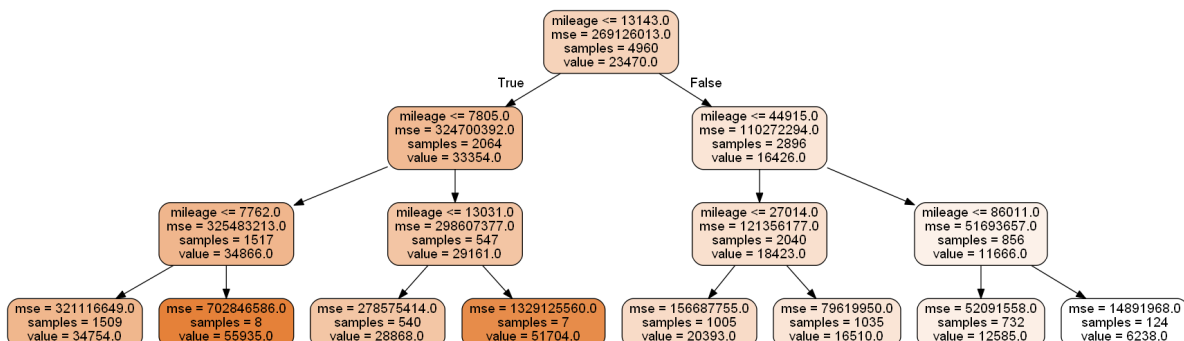 mileage <= 13143.0
mse = 269126013.0
samples = 4960
value = 23470.0
True
False
mileage <= 7805.0
mse = 324700392.0
samples = 2064
value = 33354.0
mileage <= 44915.0
mse = 110272294.0
samples = 2896
value = 16426.0
mileage <= 7762.0
mse = 325483213.0
samples = 1517
value = 34866.0
mileage <= 13031.0
mse = 298607377.0
samples = 547
value = 29161.0
mileage <= 27014.0
mse = 121356177.0
samples = 2040
value = 18423.0
mileage <= 86011.0
mse = 51693657.0
samples = 856
value = 11666.0
mse = 321116649.0
samples = 1509
value = 34754.0
mse = 702846586.0
samples = 8
value = 55935.0
mse = 278575414.0
samples = 540
value = 28868.0
mse = 1329125560.0
samples = 7
value = 51704.0
mse = 156687755.0
samples = 1005
value = 20393.0
mse = 79619950.0
samples = 1035
value = 16510.0
mse = 52091558.0
samples = 732
value = 12585.0
mse = 14891968.0
samples = 124
value = 6238.0